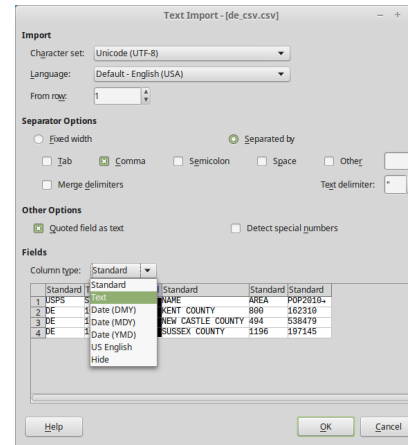 Text Import - [de_csv.csv]
Import
Character set: Unicode (UTF-8)
Language: Default - English (USA)
From row: 1
Separator Options
Fixed width Separated by
Tab Comma Semicolon Space Other
Merge delimiters Text delimiter: "
Other Options
Quoted field as text Detect special numbers
Fields
Column type: Standard
Standard
Text
Date (DMY)
Date (MDY)
Date (YMD)
US English
Hide
Standard Standard Standard Standard
1 USPS NAME AREA POP2010
2 DE KENT COUNTY 800 162310
3 DE NEW CASTLE COUNTY 494 538479
4 DE SUSSEX COUNTY 1196 197145
Help OK Cancel